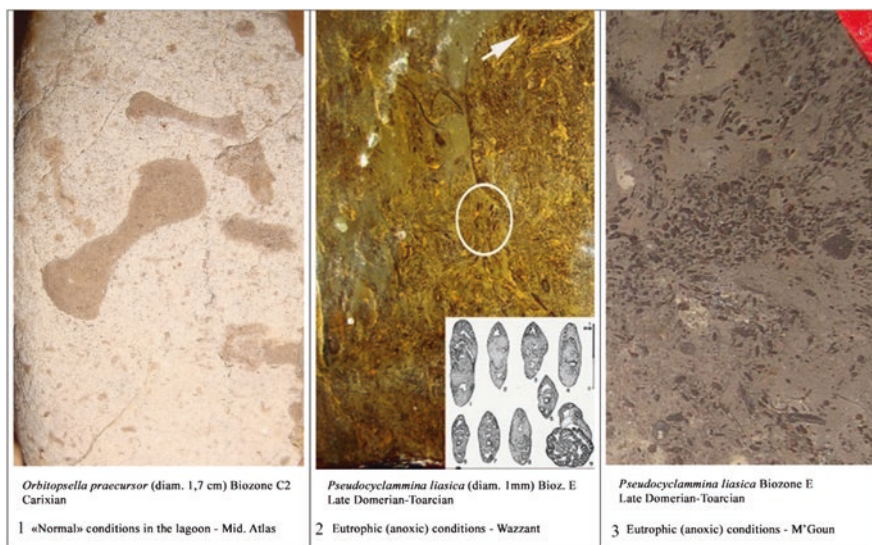 Orbitopsella praecursor (diam. 1,7 cm) Biozone C2
Carixian
1 «Normal» conditions in the lagoon - Mid. Atlas
Pseudocyclammina liasica (diam. 1mm) Bioz. E
Late Domerian-Toarcian
2 Eutrophic (anoxic) conditions - Wazzant
Pseudocyclammina liasica Biozone E
Late Domerian-Toarcian
3 Eutrophic (anoxic) conditions - M'Goun